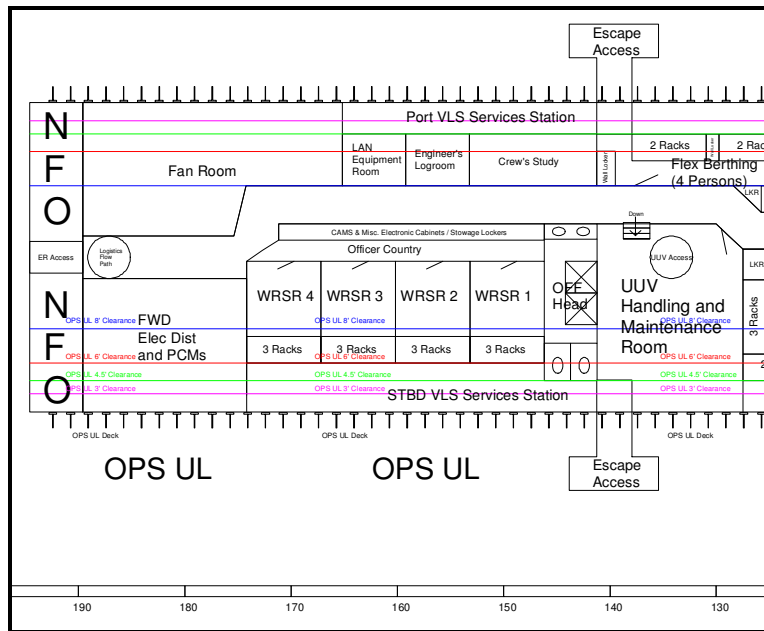 Escape
Access
N
F
O
Port VLS Services Station
LAN
Equipment
Room
Engineer's
Logroom
Crew's Study
Wall Locker
2 Racks
2 Rac
Fan Room
Flex Berthing
(4 Persons)
LKR
Down
CAMS & Misc. Electronic Cabinets / Stowage Lockers
Officer Country
ER Access
Logistics
Flow
Path
UUV Access
LKR
N
F
O
WRSR 4
WRSR 3
WRSR 2
WRSR 1
OFF
Head
UUV
Handling and
Maintenance
Room
3 Racks
OPS UL 8' Clearance
FWD
Elec Dist
and PCMs
OPS UL 8' Clearance
OPS UL 8' Clearance
3 Racks
3 Racks
3 Racks
3 Racks
OPS UL 6' Clearance
OPS UL 6' Clearance
OPS UL 6' Clearance
2
OPS UL 4.5' Clearance
OPS UL 4.5' Clearance
OPS UL 4.5' Clearance
OPS UL 3' Clearance
OPS UL 3' Clearance
OPS UL 3' Clearance
STBD VLS Services Station
OPS UL Deck
OPS UL Deck
OPS UL Deck
OPS UL
OPS UL
Escape
Access
190
180
170
160
150
140
130